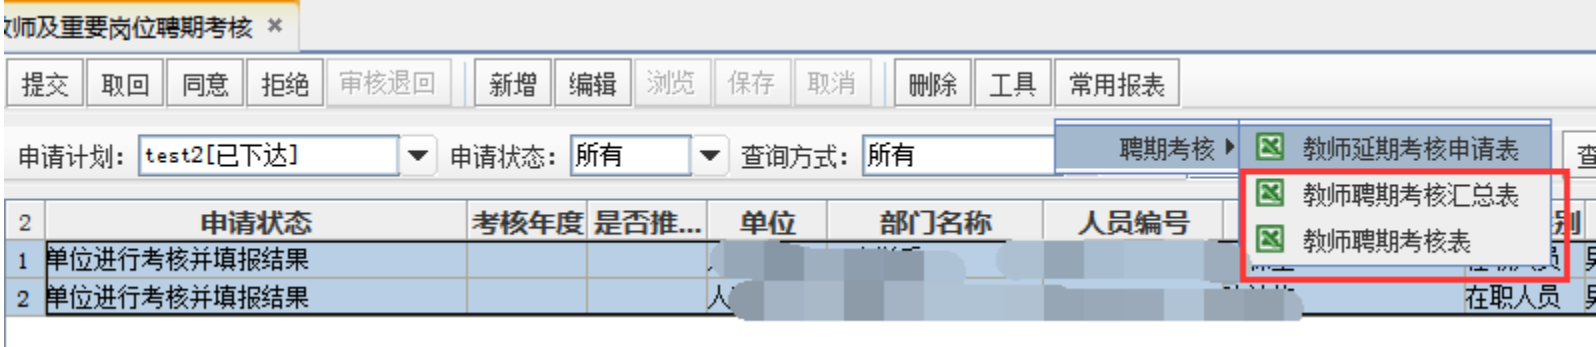 师及重要岗位聘期考核
提交 取回 同意 拒绝 审核退回 新增 编辑 浏览 保存 取消 删除 工具 常用报表
申请计划: test2[已下达] 申请状态: 所有 查询方式: 所有 聘期考核 教师延期考核申请表 查
教师聘期考核汇总表
2 申请状态 考核年度 是否推... 单位 部门名称 人员编号 别
教师聘期考核表
1 单位进行考核并填报结果
2 单位进行考核并填报结果 人 在职人员